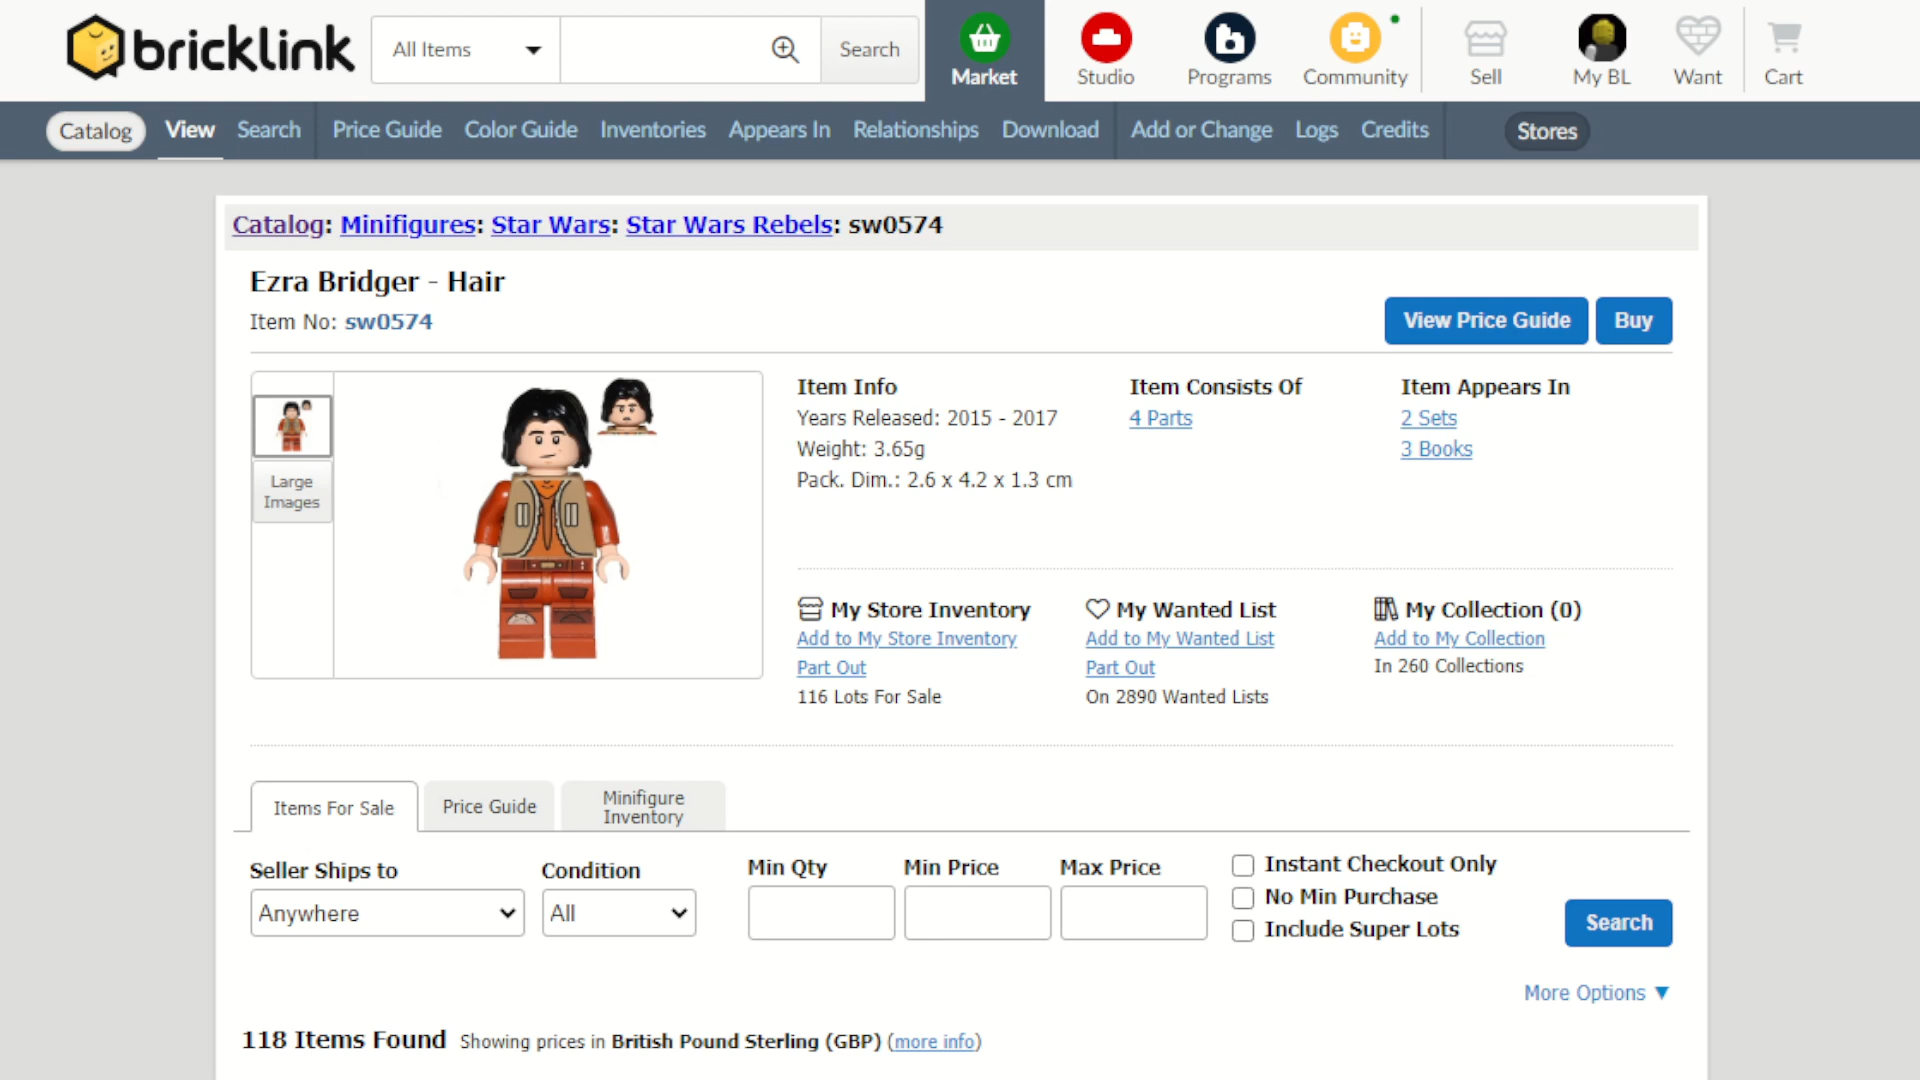 bricklink
All Items
Search
Market
Studio
Programs
Community
Sell
My BL
Want
Cart
Catalog
View
Search
Price Guide
Color Guide
Inventories
Appears In
Relationships
Download
Add or Change
Logs
Credits
Stores
Catalog: Minifigures: Star Wars: Star Wars Rebels: sw0574
Ezra Bridger - Hair
Item No: sw0574
View Price Guide
Buy
Large
Images
Item Info
Years Released: 2015 - 2017
Weight: 3.65g
Pack. Dim.: 2.6 x 4.2 x 1.3 cm
Item Consists Of
4 Parts
Item Appears In
2 Sets
3 Books
My Store Inventory
Add to My Store Inventory
Part Out
116 Lots For Sale
My Wanted List
Add to My Wanted List
Part Out
On 2890 Wanted Lists
My Collection (0)
Add to My Collection
In 260 Collections
Items For Sale
Price Guide
Minifigure
Inventory
Seller Ships to
Anywhere
Condition
All
Min Qty
Min Price
Max Price
Instant Checkout Only
No Min Purchase
Include Super Lots
Search
More Options ▼
118 Items Found Showing prices in British Pound Sterling (GBP) (more info)